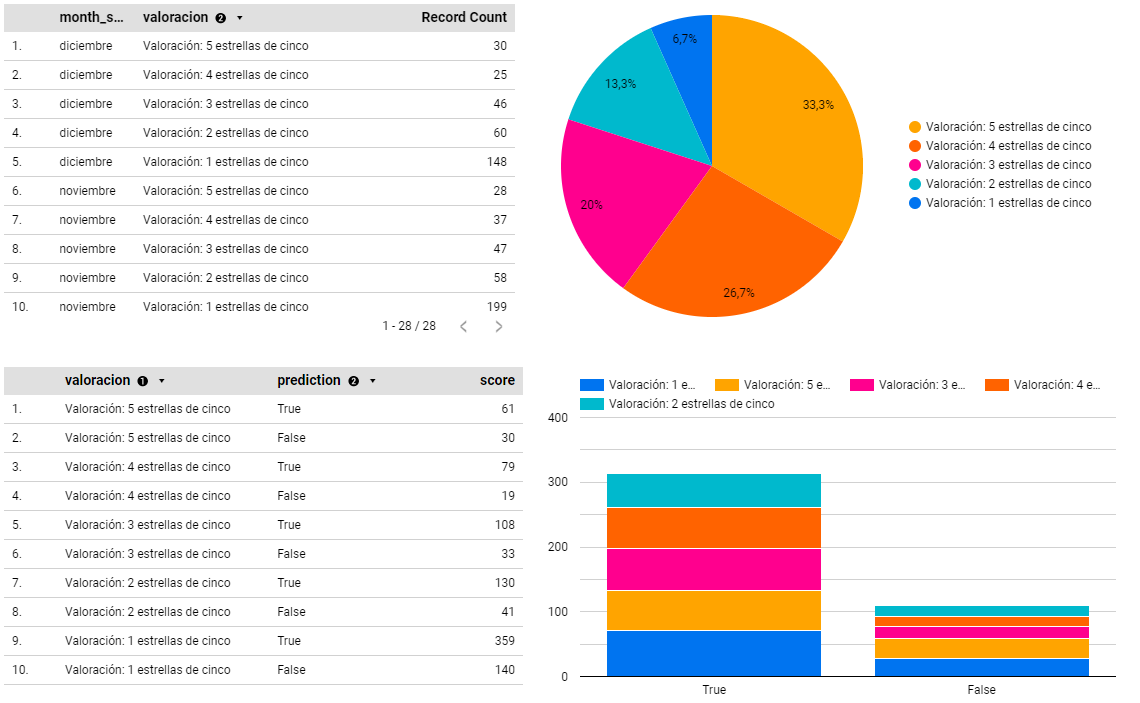 month_s... valoracion 2 Record Count
1. diciembre Valoración: 5 estrellas de cinco 30
2. diciembre Valoración: 4 estrellas de cinco 25
3. diciembre Valoración: 3 estrellas de cinco 46
4. diciembre Valoración: 2 estrellas de cinco 60
5. diciembre Valoración: 1 estrellas de cinco 148
6. noviembre Valoración: 5 estrellas de cinco 28
7. noviembre Valoración: 4 estrellas de cinco 37
8. noviembre Valoración: 3 estrellas de cinco 47
9. noviembre Valoración: 2 estrellas de cinco 58
10. noviembre Valoración: 1 estrellas de cinco 199
1 - 28 / 28
6,7%
13,3%
33,3%
20%
26,7%
Valoración: 5 estrellas de cinco
Valoración: 4 estrellas de cinco
Valoración: 3 estrellas de cinco
Valoración: 2 estrellas de cinco
Valoración: 1 estrellas de cinco
valoracion 1 prediction 2 score
1. Valoración: 5 estrellas de cinco True 61
2. Valoración: 5 estrellas de cinco False 30
3. Valoración: 4 estrellas de cinco True 79
4. Valoración: 4 estrellas de cinco False 19
5. Valoración: 3 estrellas de cinco True 108
6. Valoración: 3 estrellas de cinco False 33
7. Valoración: 2 estrellas de cinco True 130
8. Valoración: 2 estrellas de cinco False 41
9. Valoración: 1 estrellas de cinco True 359
10. Valoración: 1 estrellas de cinco False 140
Valoración: 1 e... Valoración: 5 e... Valoración: 3 e... Valoración: 4 e...
Valoración: 2 estrellas de cinco
400
300
200
100
0
True False